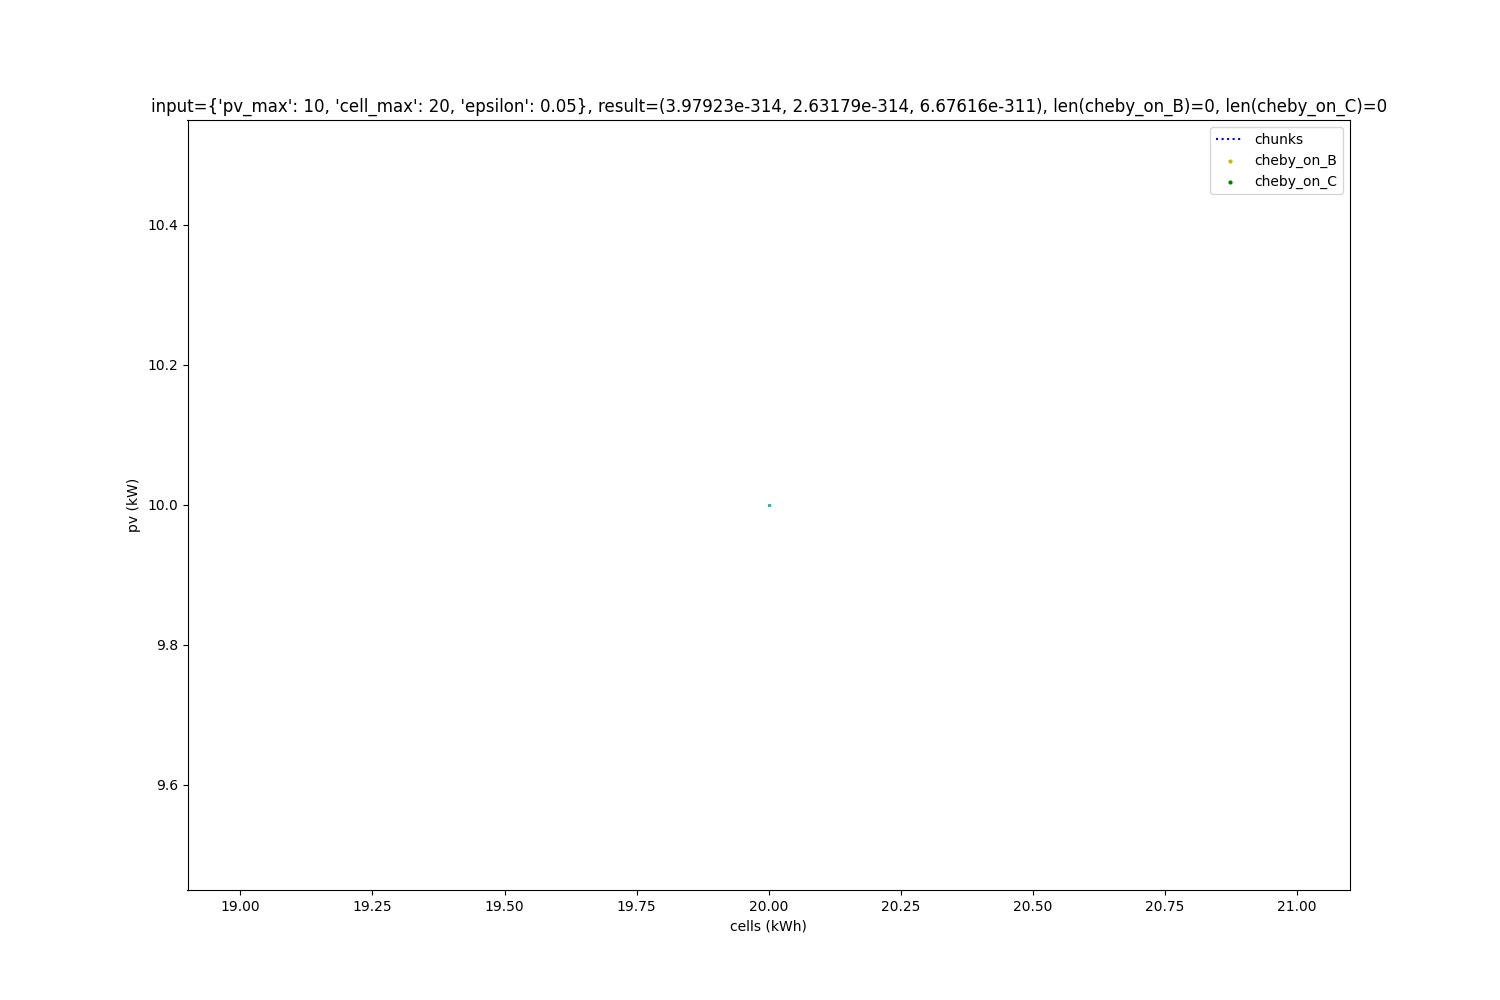 input={'pv_max': 10, 'cell_max': 20, 'epsilon': 0.05}, result=(3.97923e-314, 2.63179e-314, 6.67616e-311), len(cheby_on_B)=0, len(cheby_on_C)=0
chunks
cheby_on_B
cheby_on_C
10.4
10.2
10.0
9.8
9.6
pv (kW)
19.00 19.25 19.50 19.75 20.00 20.25 20.50 20.75 21.00
cells (kWh)